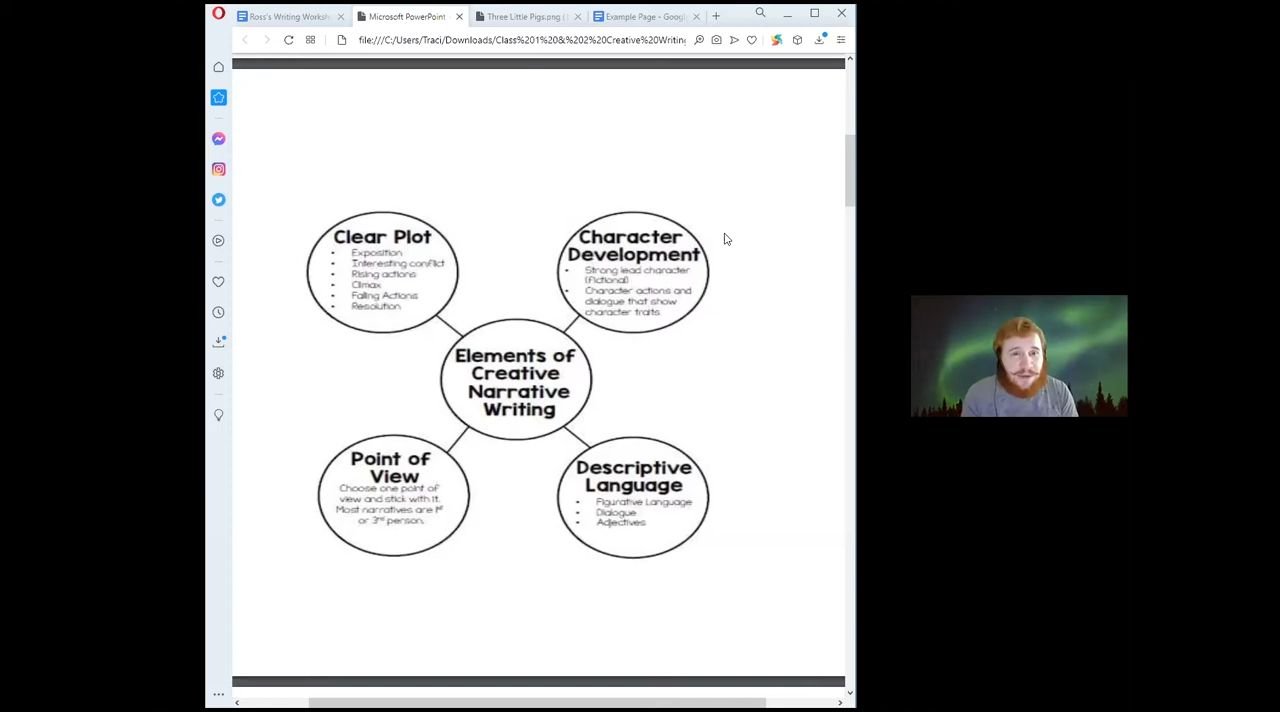 Ross's Writing Worksh
Microsoft PowerPoint
Three Little Pigs.png (
Example Page - Googl
file:///C:/Users/Traci/Downloads/Class%201%20&%202%20Creative%20Writing
Clear Plot
• Exposition
• Interesting conflict
• Rising actions
• Climax
• Falling Actions
• Resolution
Character
Development
• Strong lead character
(fictional)
• Character actions and
dialogue that show
character traits
Elements of
Creative
Narrative
Writing
Point of
View
Choose one point of
view and stick with it.
Most narratives are 1st
or 3rd person.
Descriptive
Language
• Figurative Language
• Dialogue
• Adjectives